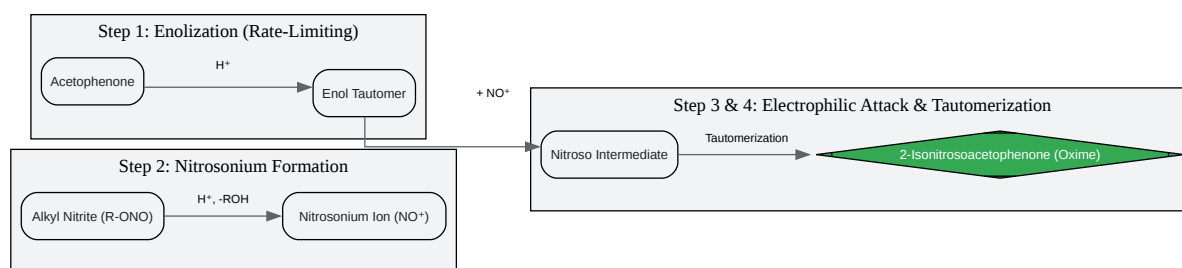 Step 1: Enolization (Rate-Limiting)
Acetophenone
H⁺
Enol Tautomer
+ NO⁺
Step 2: Nitrosonium Formation
Alkyl Nitrite (R-ONO)
H⁺, -ROH
Nitrosonium Ion (NO⁺)
Step 3 & 4: Electrophilic Attack & Tautomerization
Nitroso Intermediate
Tautomerization
2-Isonitrosoacetophenone (Oxime)